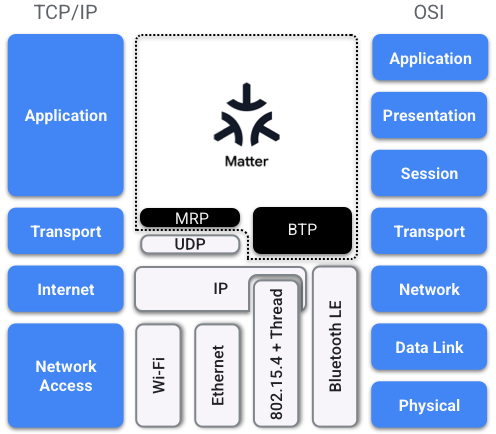 TCP/IP
OSI
Application
Matter
Application
Presentation
Session
MRP
BTP
Transport
UDP
Transport
Internet
IP
Network
Network
Access
Wi-Fi
Ethernet
802.15.4 + Thread
Bluetooth LE
Data Link
Physical